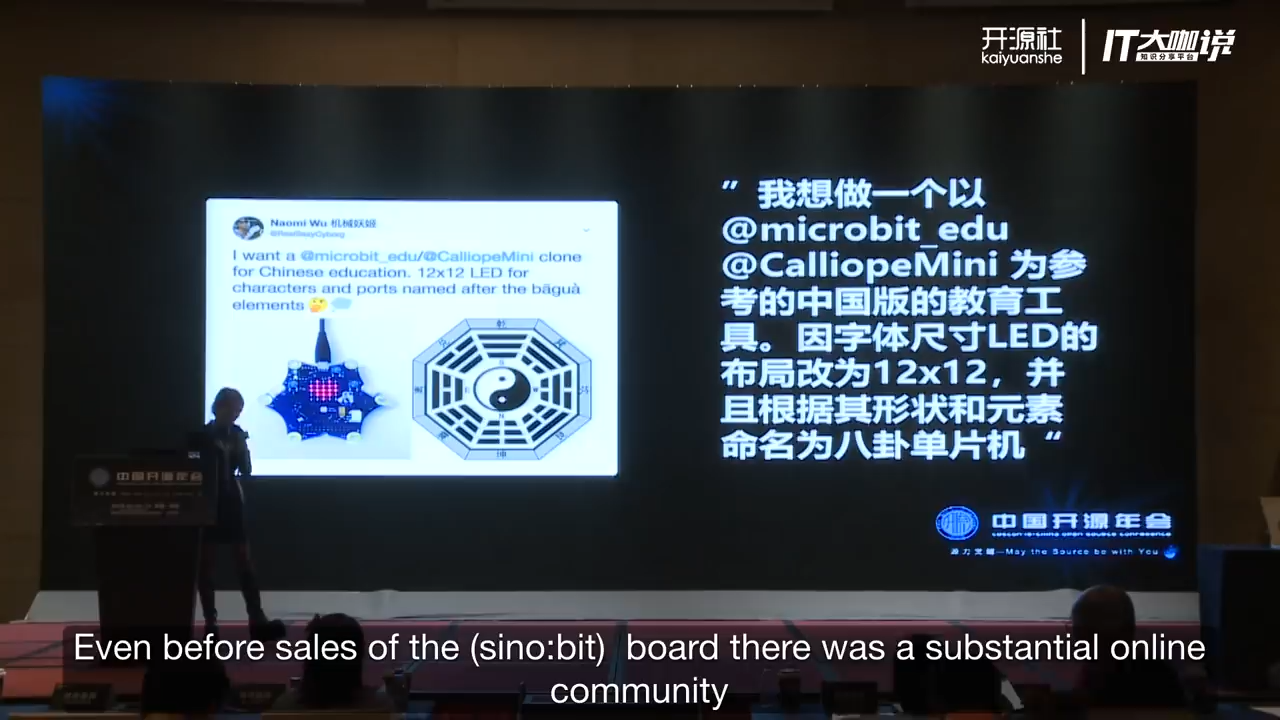 开源社
kaiyuanshe
IT大咖说
知识分享平台
Naomi Wu 机械妖姬
@RealSexyCyborg
I want a @microbit_edu/@CalliopeMini clone
for Chinese education. 12x12 LED for
characters and ports named after the bāguà
elements
" 我想做一个以
@microbit_edu
@CalliopeMini 为参
考的中国版的教育工
具。因字体尺寸LED的
布局改为12x12，并
且根据其形状和元素
命名为八卦单片机 "
中国开源年会
中国开源年会
—May the Source be with You
Even before sales of the (sino:bit) board there was a substantial online
community